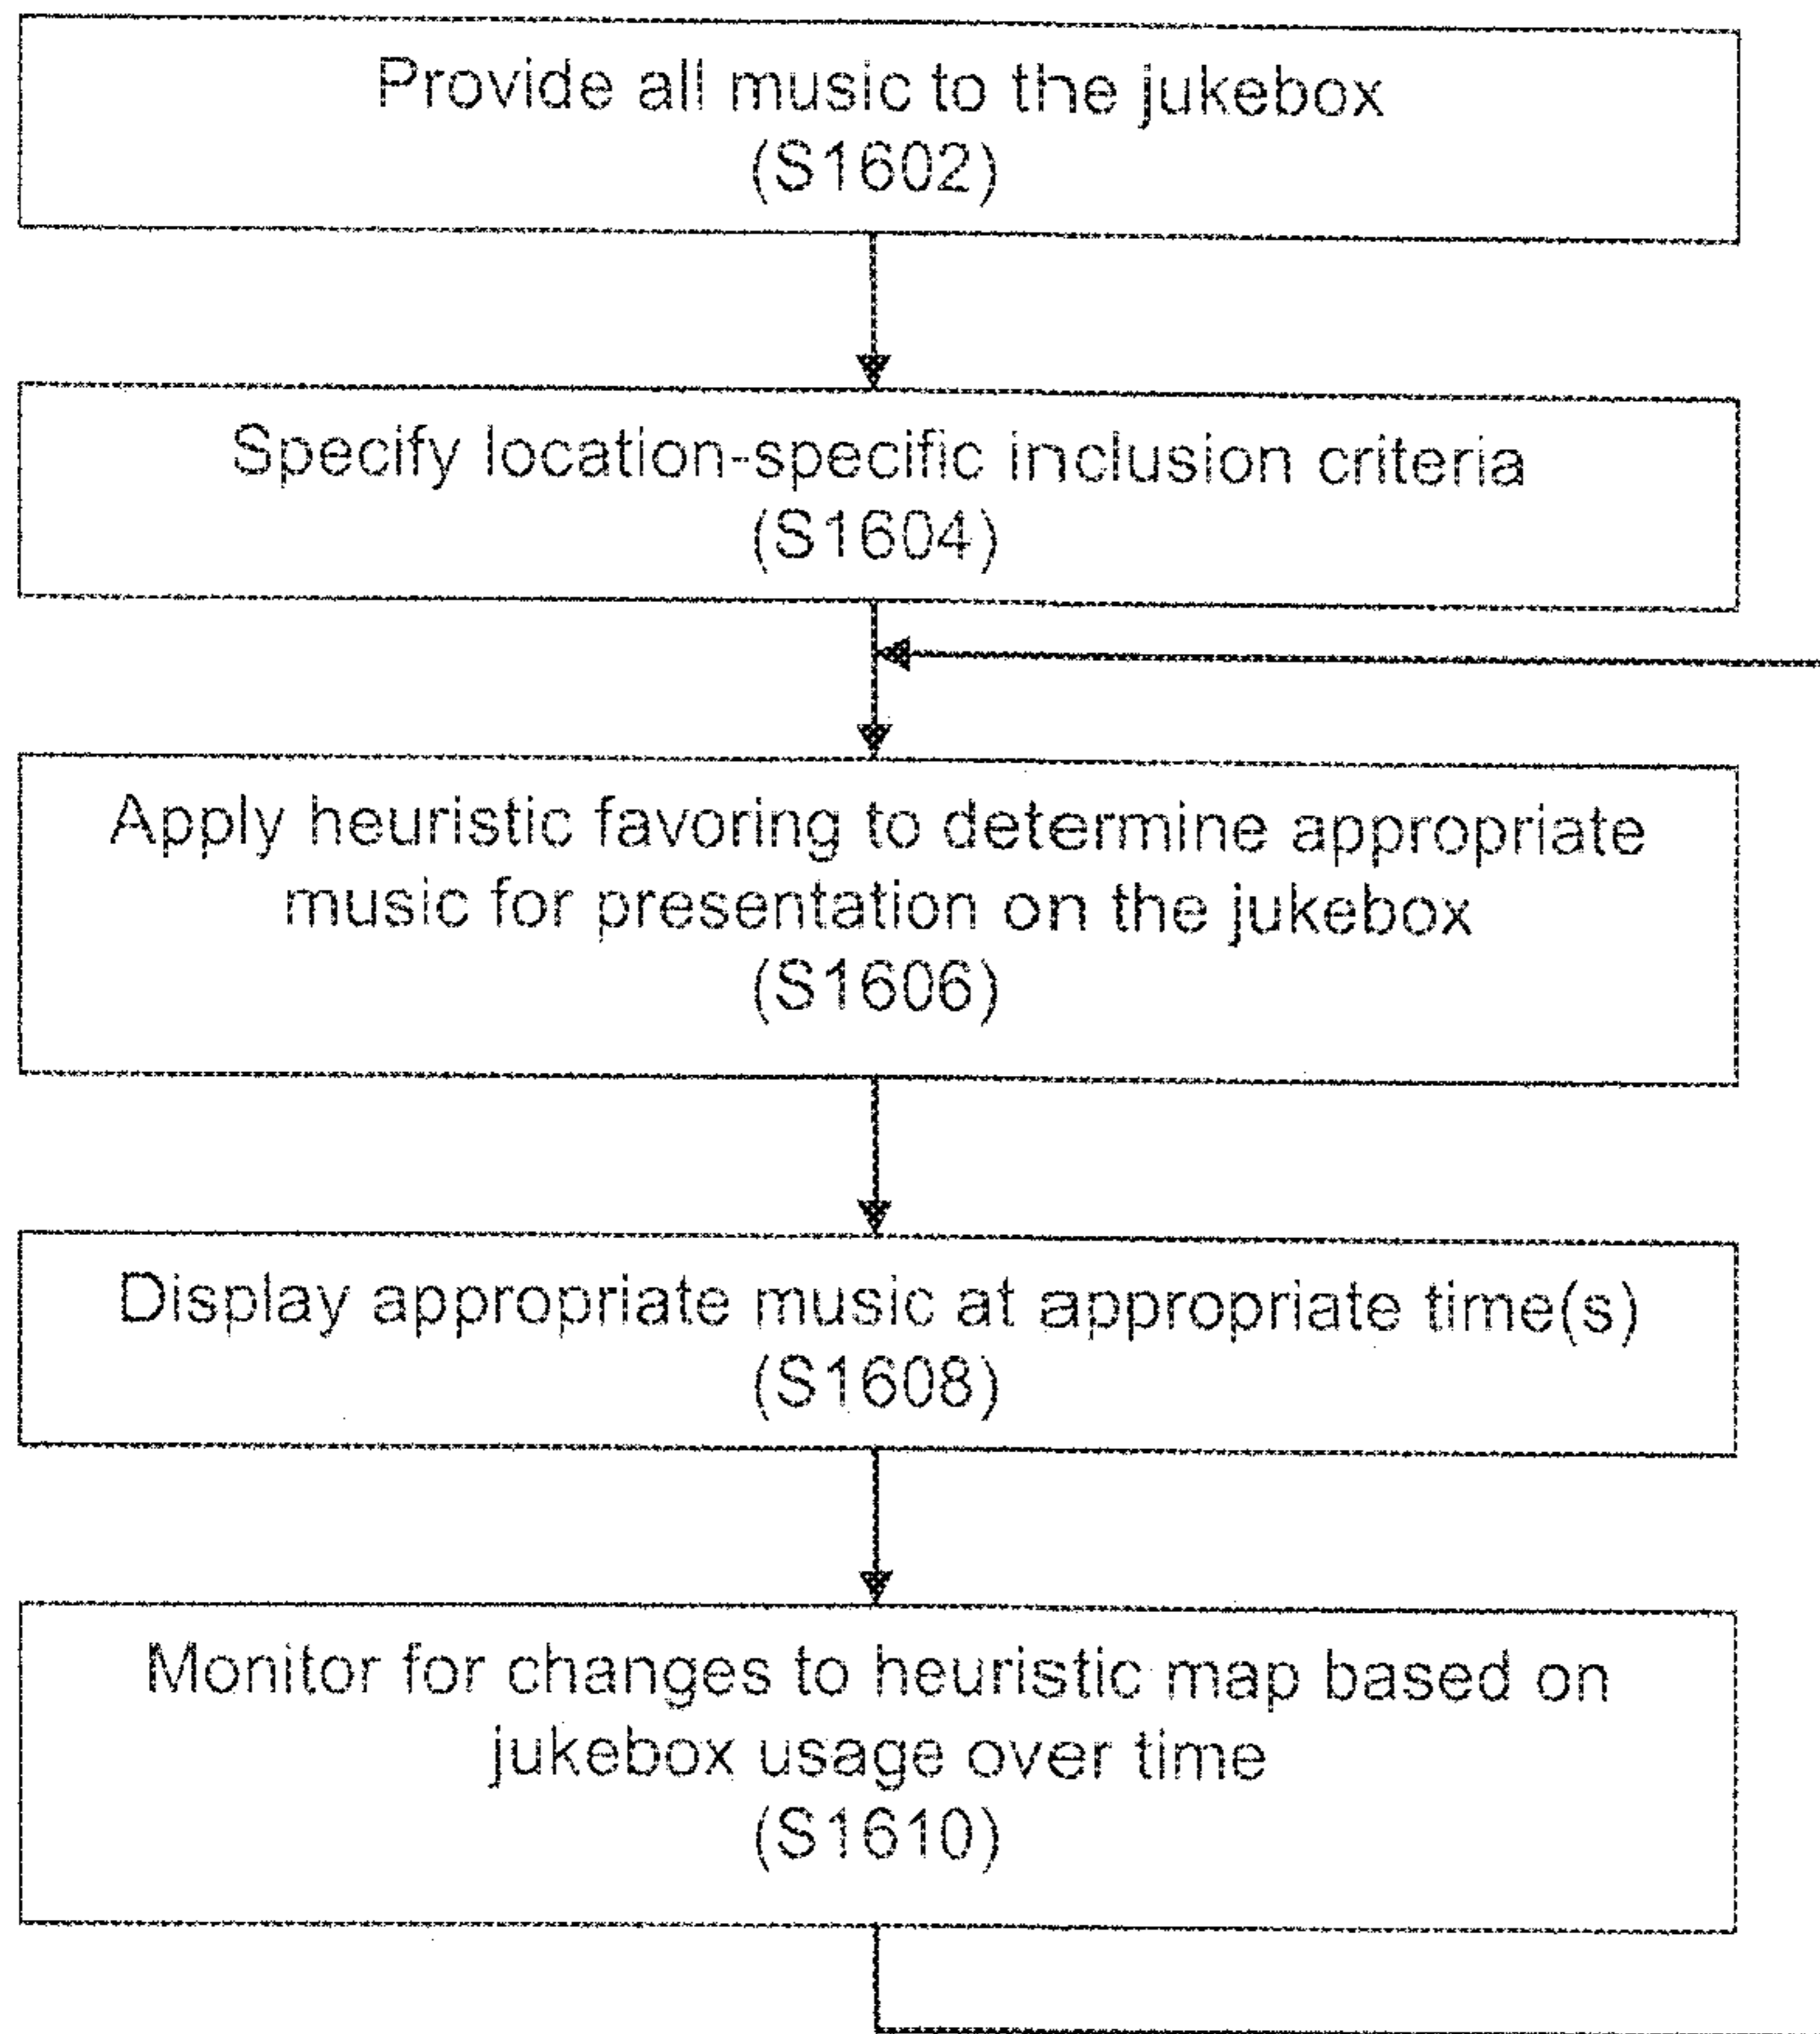 Provide all music to the jukebox
(S1602)
Specify location-specific inclusion criteria
(S1604)
Apply heuristic favoring to determine appropriate
music for presentation on the jukebox
(S1606)
Display appropriate music at appropriate time(s)
(S1608)
Monitor for changes to heuristic map based on
jukebox usage over time
(S1610)